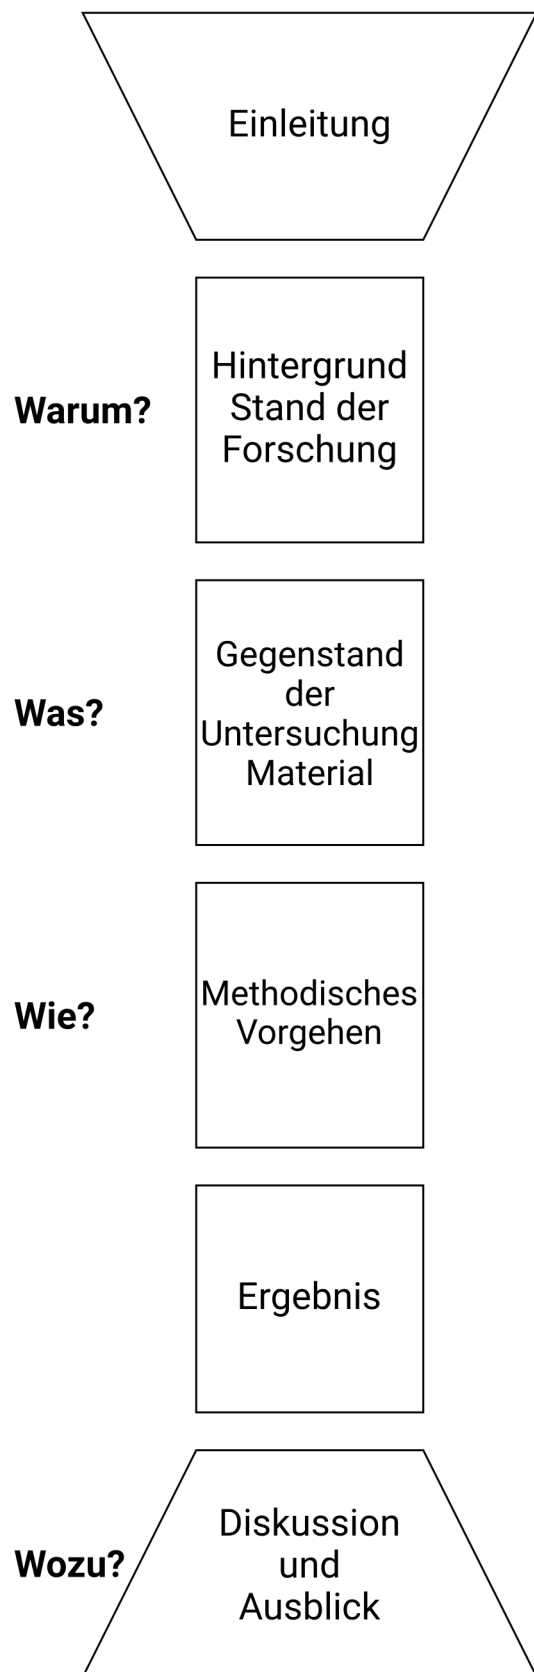 Einleitung
Warum?
Hintergrund
Stand der
Forschung
Was?
Gegenstand
der
Untersuchung
Material
Wie?
Methodisches
Vorgehen
Ergebnis
Wozu?
Diskussion
und
Ausblick